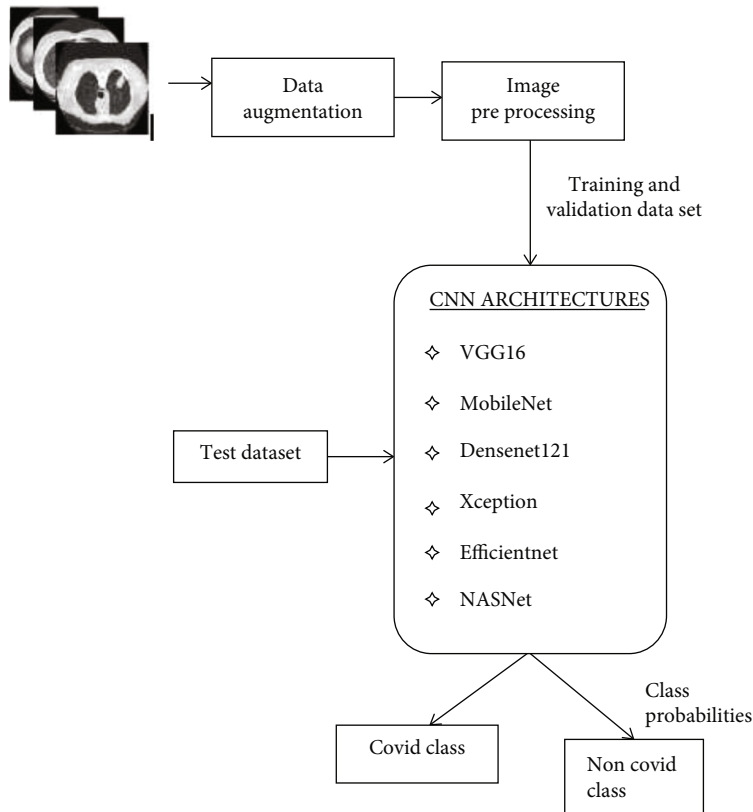 Data
augmentation
Image
pre processing
Training and
validation data set
CNN ARCHITECTURES
VGG16
MobileNet
Densenet121
Xception
Efficientnet
NASNet
Test dataset
Class
probabilities
Covid class
Non covid
class